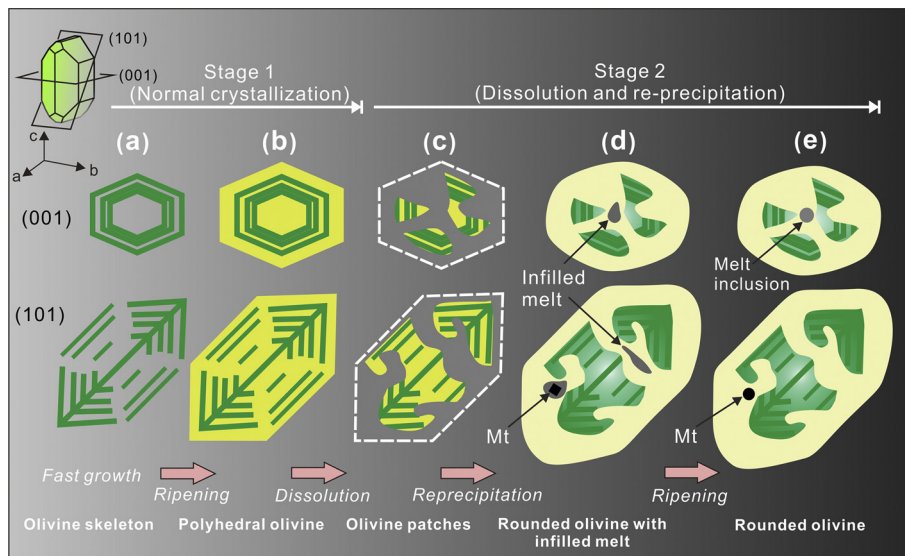 (101)
(001)
c
a
b
Stage 1
(Normal crystallization)
Stage 2
(Dissolution and re-precipitation)
(a)
(b)
(c)
(d)
(e)
(001)
Infilled
melt
Melt
inclusion
(101)
Mt
Mt
Fast growth
Ripening
Dissolution
Reprecipitation
Ripening
Olivine skeleton
Polyhedral olivine
Olivine patches
Rounded olivine with
infilled melt
Rounded olivine